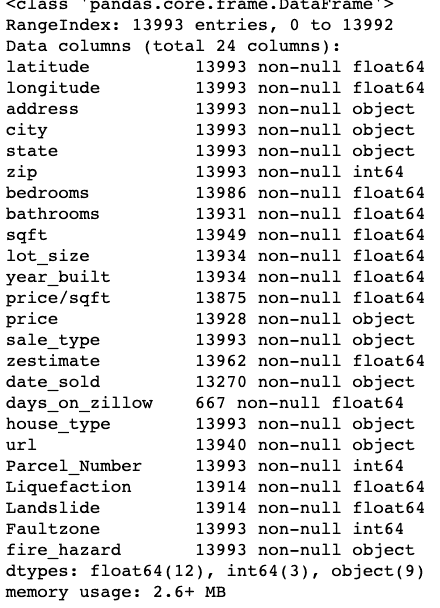 <class 'pandas.core.frame.DataFrame'>
RangeIndex: 13993 entries, 0 to 13992
Data columns (total 24 columns):
latitude 13993 non-null float64
longitude 13993 non-null float64
address 13993 non-null object
city 13993 non-null object
state 13993 non-null object
zip 13993 non-null int64
bedrooms 13986 non-null float64
bathrooms 13931 non-null float64
sqft 13949 non-null float64
lot_size 13934 non-null float64
year_built 13934 non-null float64
price/sqft 13875 non-null float64
price 13928 non-null object
sale_type 13993 non-null object
zestimate 13962 non-null float64
date_sold 13270 non-null object
days_on_zillow 667 non-null float64
house_type 13993 non-null object
url 13940 non-null object
Parcel_Number 13993 non-null int64
Liquefaction 13914 non-null float64
Landslide 13914 non-null float64
Faultzone 13993 non-null int64
fire_hazard 13993 non-null object
dtypes: float64(12), int64(3), object(9)
memory usage: 2.6+ MB